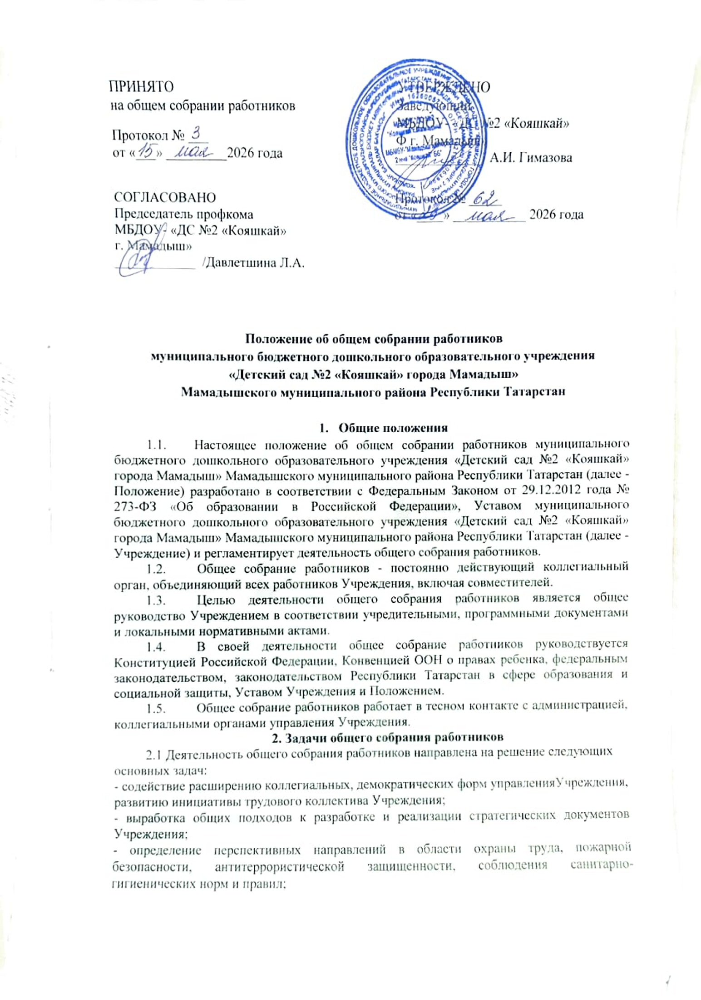 ПРИНЯТО
на общем собрании работников
Протокол № 3
от «15» мая 2026 года
СОГЛАСОВАНО
Председатель профкома
МБДОУ- «ДС №2 «Кояшкай»
г. Мамадыш»
/Давлетшина Л.А.
УТВЕРЖДЕНО
Заведующий
МБДОУ- «ДС №2 «Кояшкай»
г. Мамадыш»
А.И. Гимазова
Протокол № 62
от « » мая 2026 года
Положение об общем собрании работников
муниципального бюджетного дошкольного образовательного учреждения
«Детский сад №2 «Кояшкай» города Мамадыш»
Мамадышского муниципального района Республики Татарстан
1. Общие положения
1.1. Настоящее положение об общем собрании работников муниципального
бюджетного дошкольного образовательного учреждения «Детский сад №2 «Кояшкай»
города Мамадыш» Мамадышского муниципального района Республики Татарстан (далее -
Положение) разработано в соответствии с Федеральным Законом от 29.12.2012 года №
273-ФЗ «Об образовании в Российской Федерации», Уставом муниципального
бюджетного дошкольного образовательного учреждения «Детский сад №2 «Кояшкай»
города Мамадыш» Мамадышского муниципального района Республики Татарстан (далее -
Учреждение) и регламентирует деятельность общего собрания работников.
1.2. Общее собрание работников - постоянно действующий коллегиальный
орган, объединяющий всех работников Учреждения, включая совместителей.
1.3. Целью деятельности общего собрания работников является общее
руководство Учреждением в соответствии учредительными, программными документами
и локальными нормативными актами.
1.4. В своей деятельности общее собрание работников руководствуется
Конституцией Российской Федерации, Конвенцией ООН о правах ребенка, федеральным
законодательством, законодательством Республики Татарстан в сфере образования и
социальной защиты, Уставом Учреждения и Положением.
1.5. Общее собрание работников работает в тесном контакте с администрацией,
коллегиальными органами управления Учреждения.
2. Задачи общего собрания работников
2.1 Деятельность общего собрания работников направлена на решение следующих
основных задач:
- содействие расширению коллегиальных, демократических форм управленияУчреждения,
развитию инициативы трудового коллектива Учреждения;
- выработка общих подходов к разработке и реализации стратегических документов
Учреждения;
- определение перспективных направлений в области охраны труда, пожарной
безопасности, антитеррористической защищенности, соблюдения санитарно-
гигиенических норм и правил;